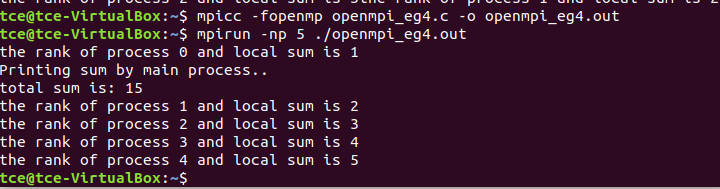 tce@tce-VirtualBox:~$ mpicc -fopenmp openmpi_eg4.c -o openmpi_eg4.out
tce@tce-VirtualBox:~$ mpirun -np 5 ./openmpi_eg4.out
the rank of process 0 and local sum is 1
Printing sum by main process..
total sum is: 15
the rank of process 1 and local sum is 2
the rank of process 2 and local sum is 3
the rank of process 3 and local sum is 4
the rank of process 4 and local sum is 5
tce@tce-VirtualBox:~$